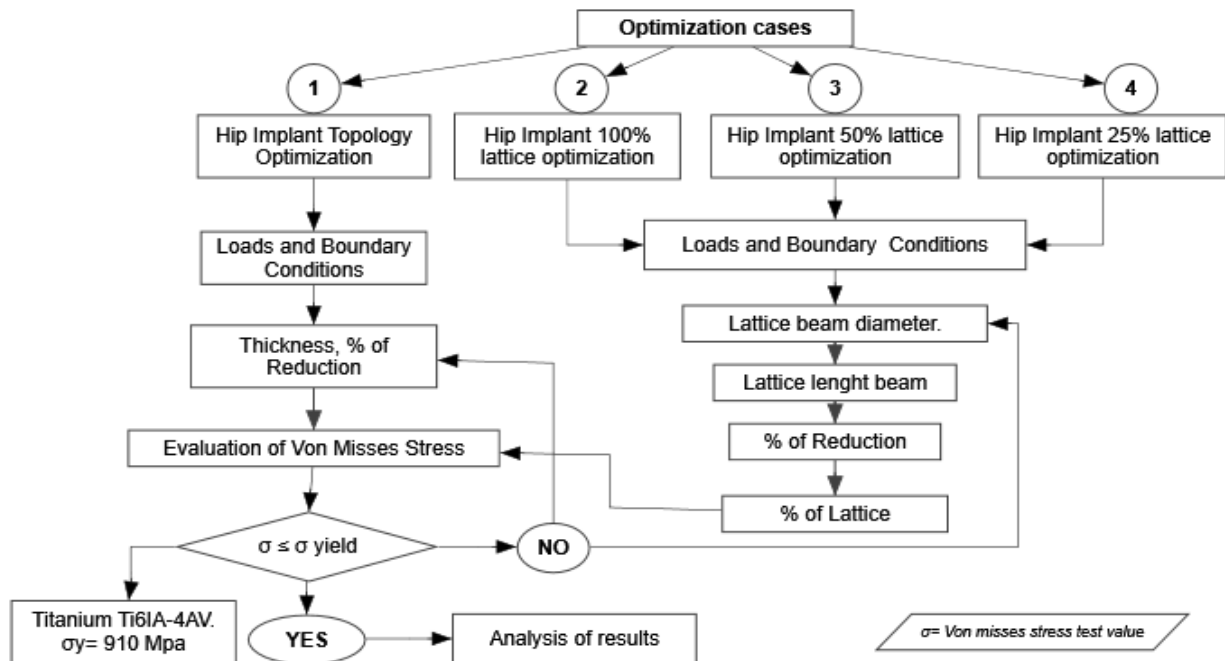 Optimization cases
1
2
3
4
Hip Implant Topology
Optimization
Hip Implant 100%
lattice optimization
Hip Implant 50% lattice
optimization
Hip Implant 25% lattice
optimization
Loads and Boundary
Conditions
Loads and Boundary Conditions
Thickness, % of
Reduction
Lattice beam diameter.
Lattice lenght beam
% of Reduction
Evaluation of Von Misses Stress
% of Lattice
σ ≤ σ yield
NO
Titanium Ti6IA-4AV.
σy= 910 Mpa
YES
Analysis of results
σ= Von misses stress test value